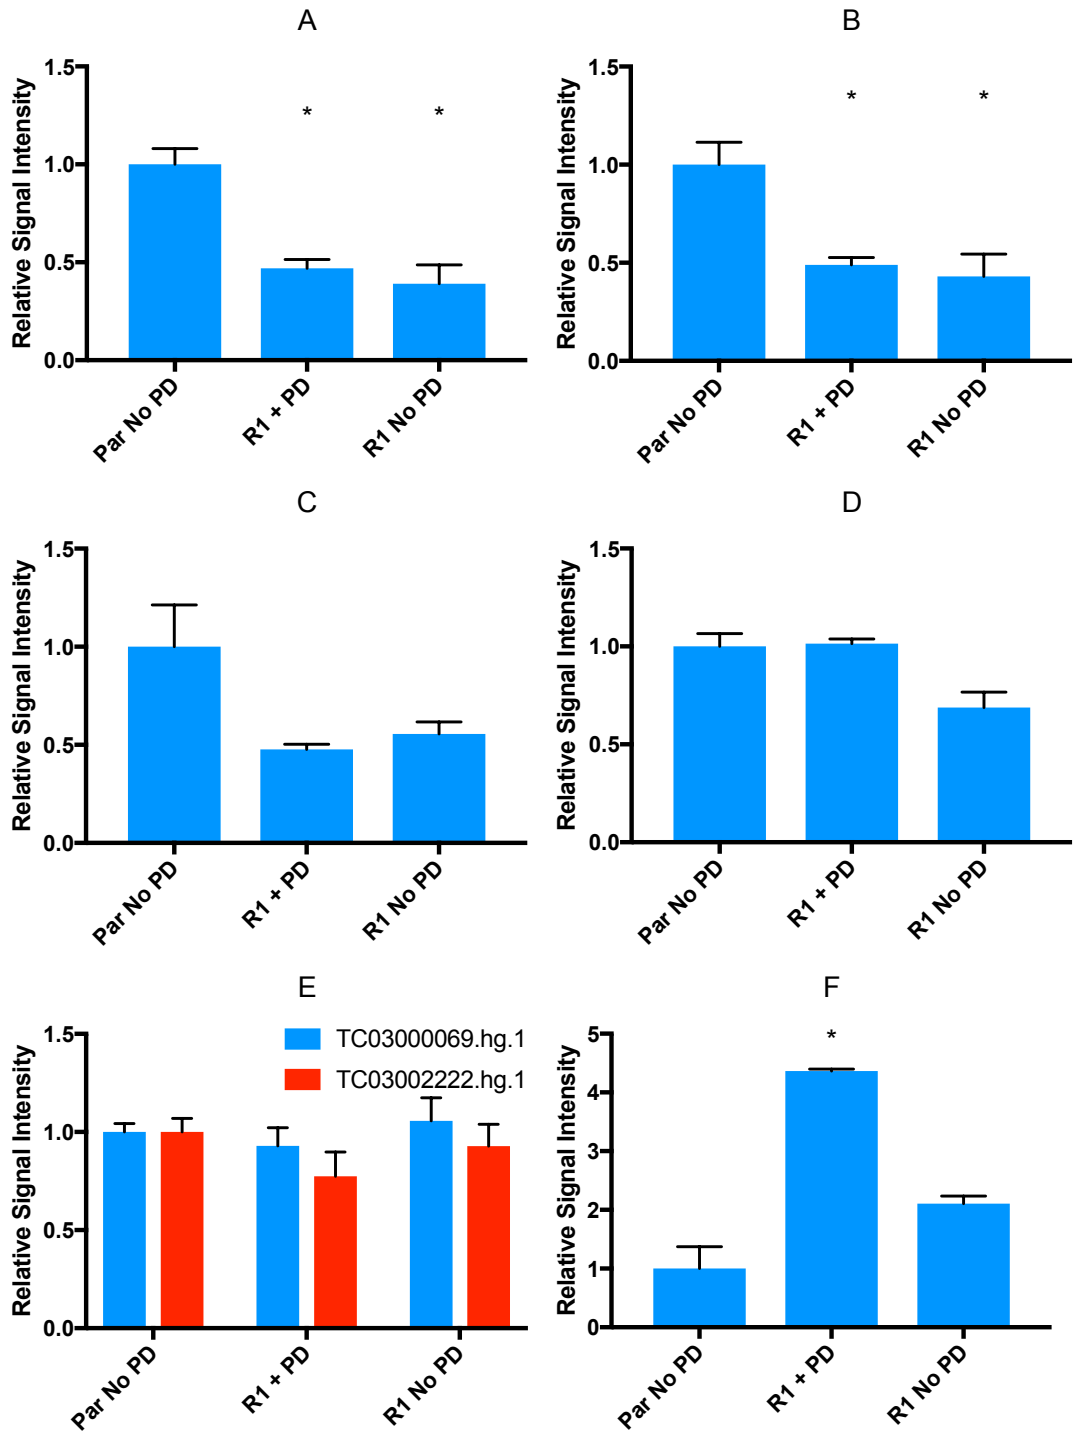 A
Relative Signal Intensity
1.5
1.0
0.5
0.0
* *
Par No PD
R1 + PD
R1 No PD
B
Relative Signal Intensity
1.5
1.0
0.5
0.0
* *
Par No PD
R1 + PD
R1 No PD
C
Relative Signal Intensity
1.5
1.0
0.5
0.0
Par No PD
R1 + PD
R1 No PD
D
Relative Signal Intensity
1.5
1.0
0.5
0.0
Par No PD
R1 + PD
R1 No PD
E
Relative Signal Intensity
1.5
1.0
0.5
0.0
TC03000069.hg.1
TC03002222.hg.1
Par No PD
R1 + PD
R1 No PD
F
Relative Signal Intensity
5
4
3
2
1
0
*
Par No PD
R1 + PD
R1 No PD